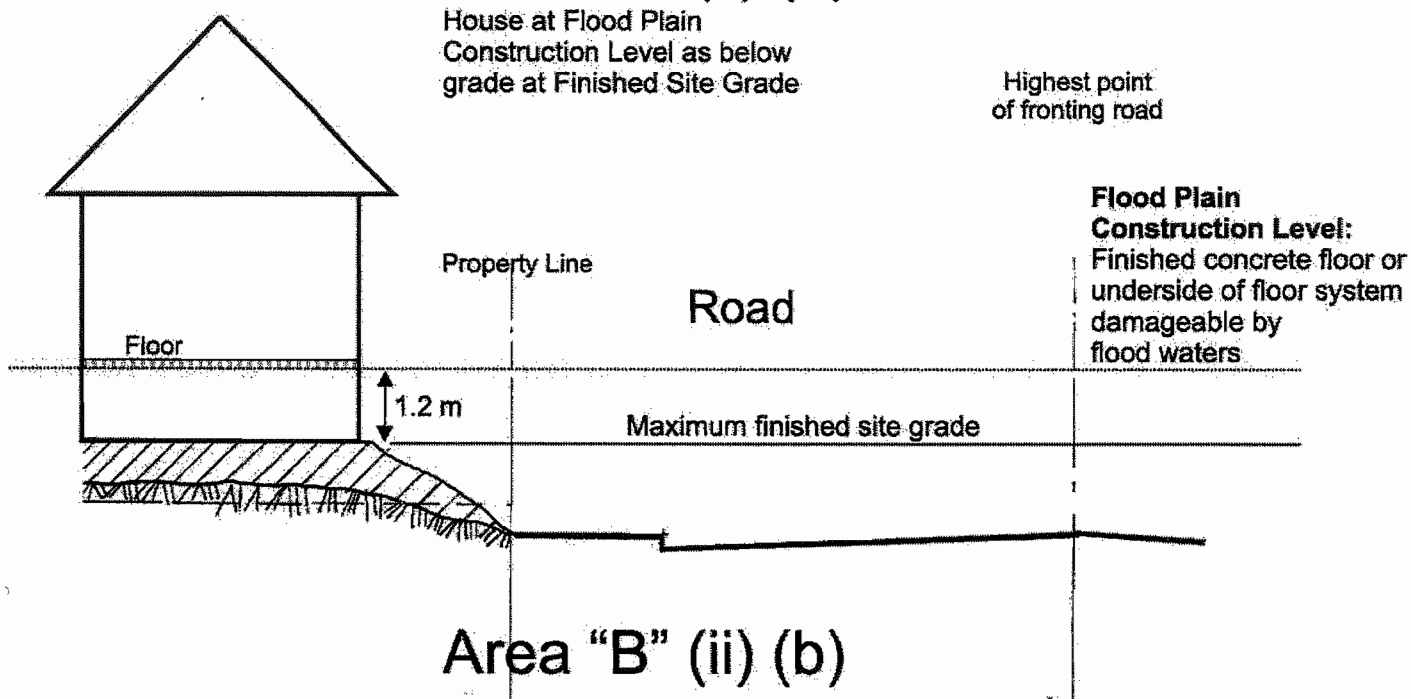 House at Flood Plain
Construction Level as below
grade at Finished Site Grade
Highest point
of fronting road
Flood Plain
Construction Level:
Finished concrete floor or
underside of floor system
damageable by
flood waters
Property Line
Road
Floor
1.2 m
Maximum finished site grade
Area “B” (ii) (b)